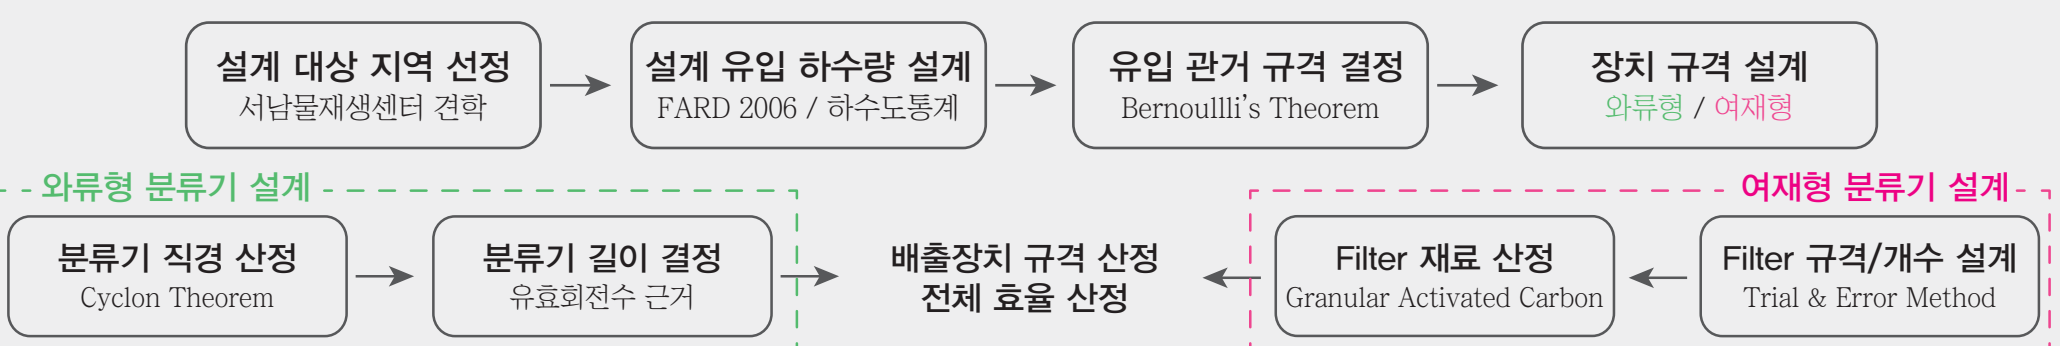 설계 대상 지역 선정
서남물재생센터 견학
설계 유입 하수량 설계
FARD 2006 / 하수도통계
유입 관거 규격 결정
Bernoullli's Theorem
장치 규격 설계
와류형 / 여재형
와류형 분류기 설계
분류기 직경 산정
Cyclon Theorem
분류기 길이 결정
유효회전수 근거
배출장치 규격 산정
전체 효율 산정
여재형 분류기 설계
Filter 재료 산정
Granular Activated Carbon
Filter 규격/개수 설계
Trial & Error Method